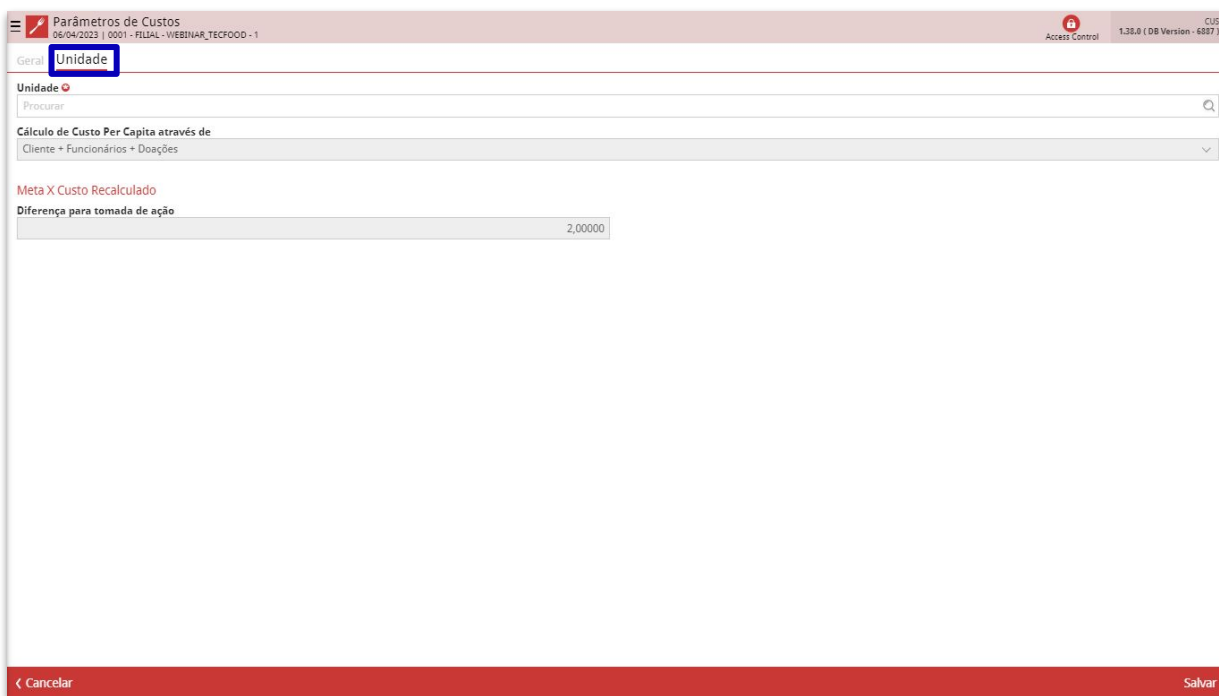 Parâmetros de Custos
06/04/2023 | 0001 - FILIAL - WEBINAR_TECFOOD - 1
Access Control
CUS
1.38.0 ( DB Version - 6887 )
Geral Unidade
Unidade
Procurar
Cálculo de Custo Per Capita através de
Cliente + Funcionários + Doações
Meta X Custo Recalculado
Diferença para tomada de ação
2,00000
Cancelar
Salvar